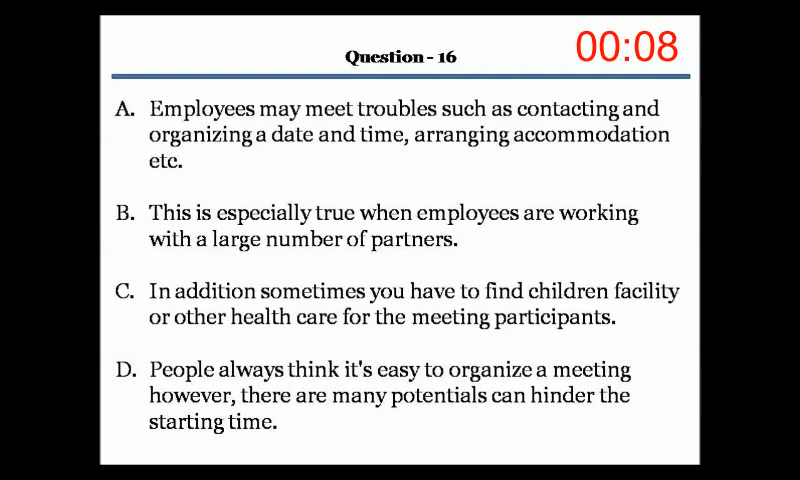 Question - 16
00:08
A. Employees may meet troubles such as contacting and
organizing a date and time, arranging accommodation
etc.
B. This is especially true when employees are working
with a large number of partners.
C. In addition sometimes you have to find children facility
or other health care for the meeting participants.
D. People always think it's easy to organize a meeting
however, there are many potentials can hinder the
starting time.